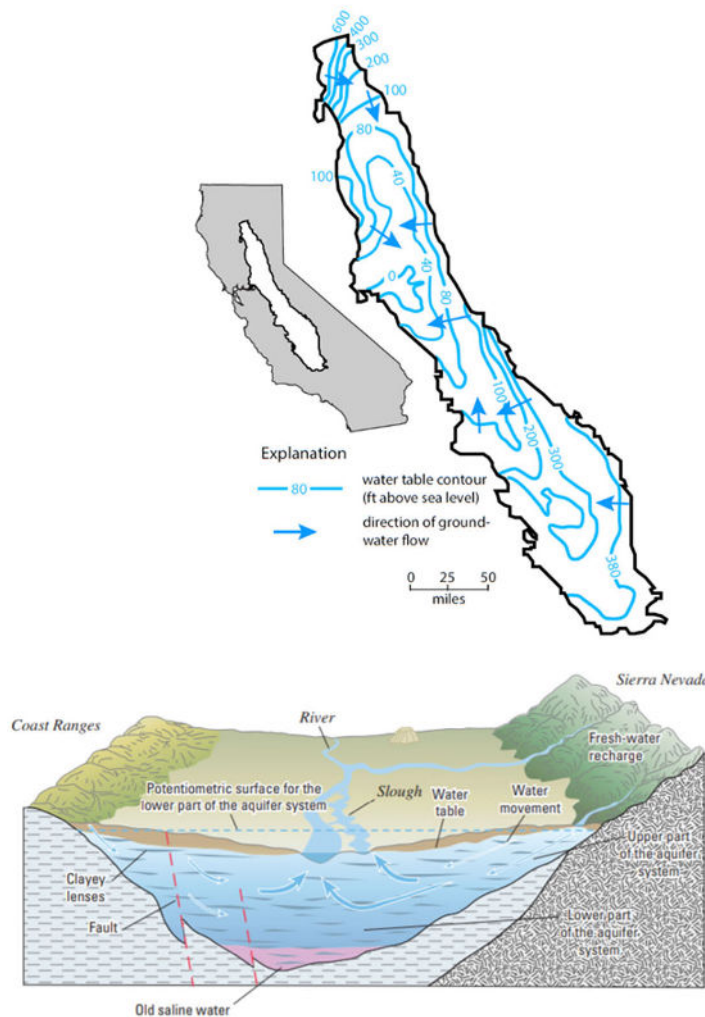 600
400
300
200
100
80
100
40
0
40
80
100
200
300
380
Explanation
80
water table contour
(ft above sea level)
direction of ground-
water flow
0 25 50
miles
Sierra Nevada
Coast Ranges
River
Fresh-water
recharge
Potentiometric surface for the
lower part of the aquifer system
Slough
Water
table
Water
movement
Upper part
of the aquifer
system
Clayey
lenses
Fault
Lower part
of the aquifer
system
Old saline water